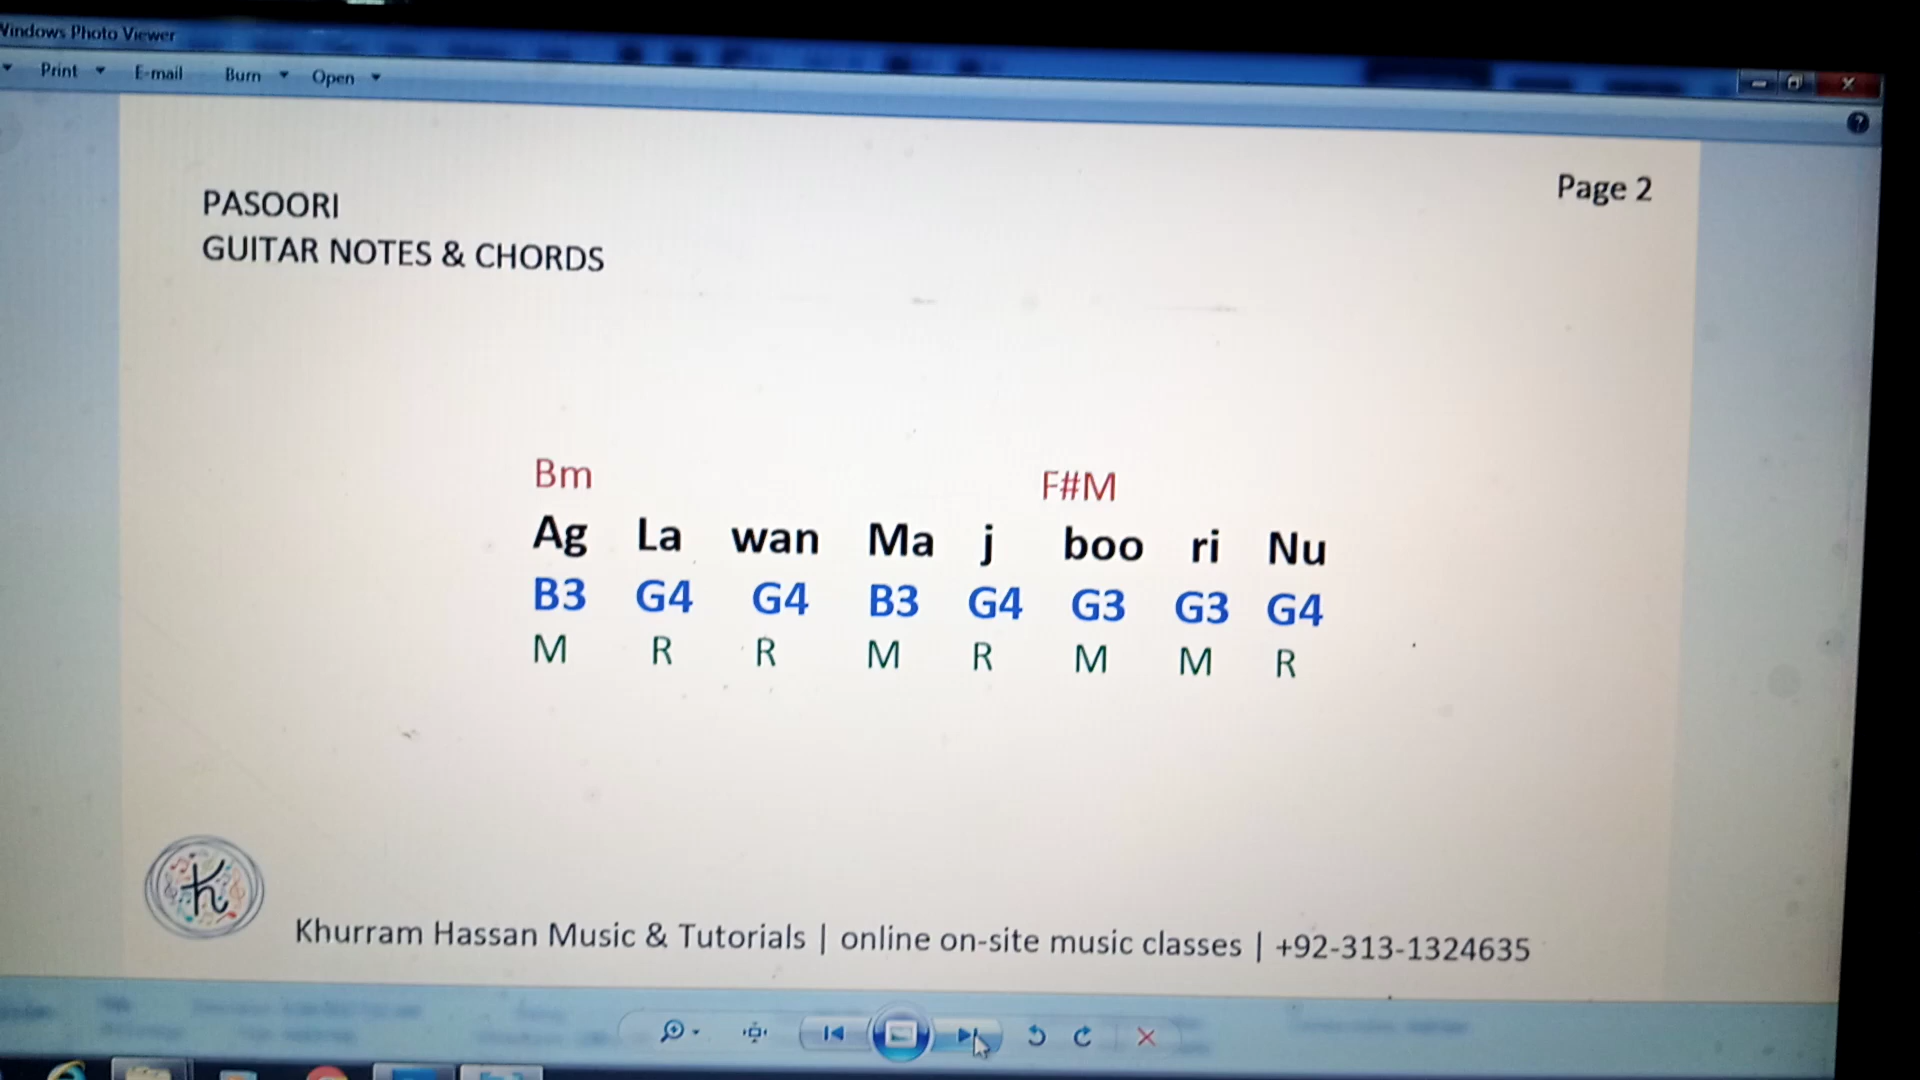 Windows Photo Viewer
Print E-mail Burn Open
Page 2
PASOORI
GUITAR NOTES & CHORDS
Bm F#M
Ag La wan Ma j boo ri Nu
B3 G4 G4 B3 G4 G3 G3 G4
M R R M R M M R
K
Khurram Hassan Music & Tutorials | online on-site music classes | +92-313-1324635